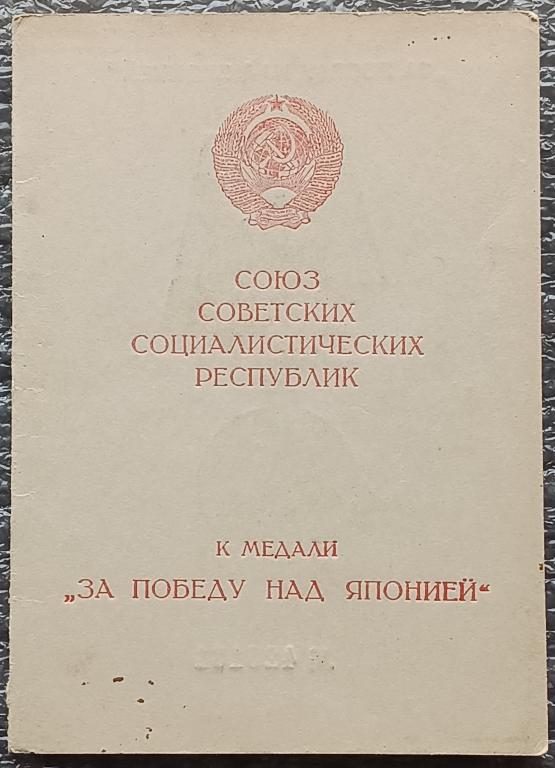 СОЮЗ
СОВЕТСКИХ
СОЦИАЛИСТИЧЕСКИХ
РЕСПУБЛИК
К МЕДАЛИ
„ЗА ПОБЕДУ НАД ЯПОНИЕЙ“